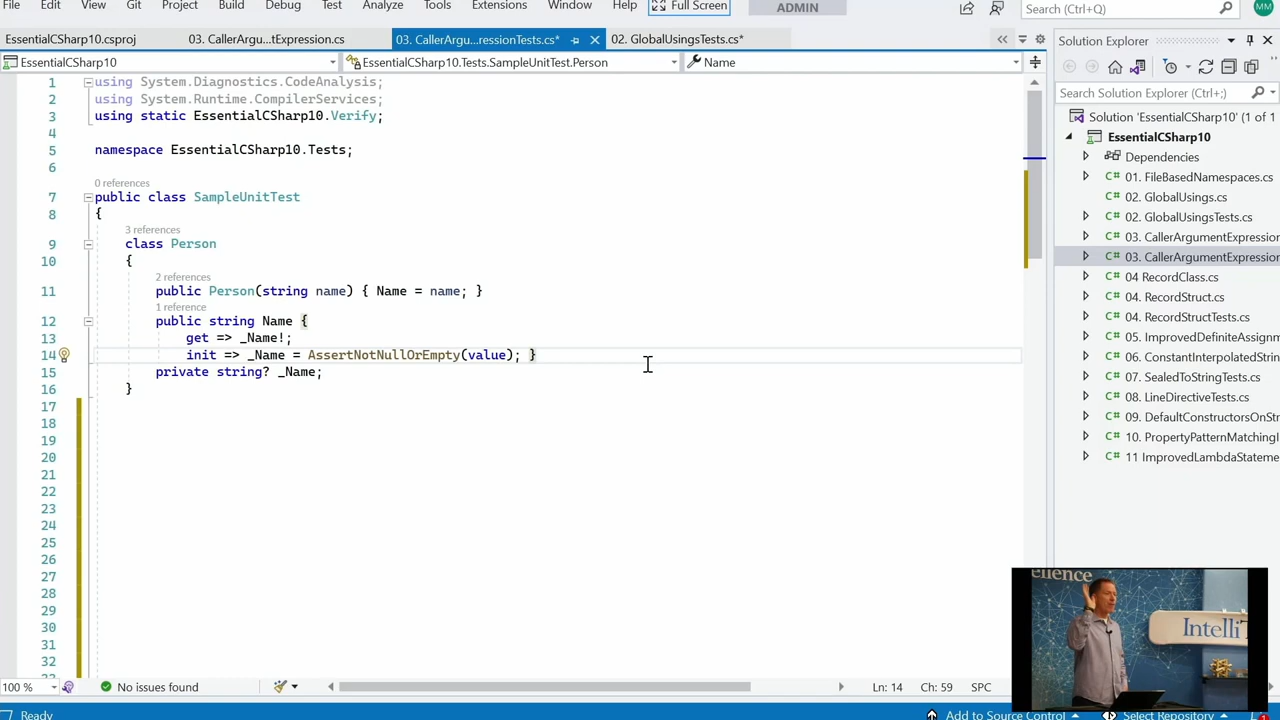 File Edit View Git Project Build Debug Test Analyze Tools Extensions Window Help Full Screen ADMIN Search (Ctrl+Q) MM
EssentialCSharp10.csproj 03. CallerArgu...tExpression.cs 03. CallerArgu...ressionTests.cs* 02. GlobalUsingsTests.cs*
EssentialCSharp10 EssentialCSharp10.Tests.SampleUnitTest.Person Name
1 using System.Diagnostics.CodeAnalysis;
2 using System.Runtime.CompilerServices;
3 using static EssentialCSharp10.Verify;
4
5 namespace EssentialCSharp10.Tests;
6
0 references
7 public class SampleUnitTest
8 {
3 references
9 class Person
10 {
2 references
11 public Person(string name) { Name = name; }
1 reference
12 public string Name {
13 get => _Name!;
14 init => _Name = AssertNotNullOrEmpty(value); }
15 private string? _Name;
16 }
17
18
19
20
21
22
23
24
25
26
27
28
29
30
31
32
100 % No issues found Ln: 14 Ch: 59 SPC
Ready Add to Source Control Select Repository
Solution Explorer
Search Solution Explorer (Ctrl+;)
Solution 'EssentialCSharp10' (1 of 1
EssentialCSharp10
Dependencies
C# 01. FileBasedNamespaces.cs
C# 02. GlobalUsings.cs
C# 02. GlobalUsingsTests.cs
C# 03. CallerArgumentExpression
C# 03. CallerArgumentExpression
C# 04 RecordClass.cs
C# 04. RecordStruct.cs
C# 04. RecordStructTests.cs
C# 05. ImprovedDefiniteAssignm
C# 06. ConstantInterpolatedStrin
C# 07. SealedToStringTests.cs
C# 08. LineDirectiveTests.cs
C# 09. DefaultConstructorsOnStr
C# 10. PropertyPatternMatchingI
C# 11 ImprovedLambdaStateme
ellence
IntelliT